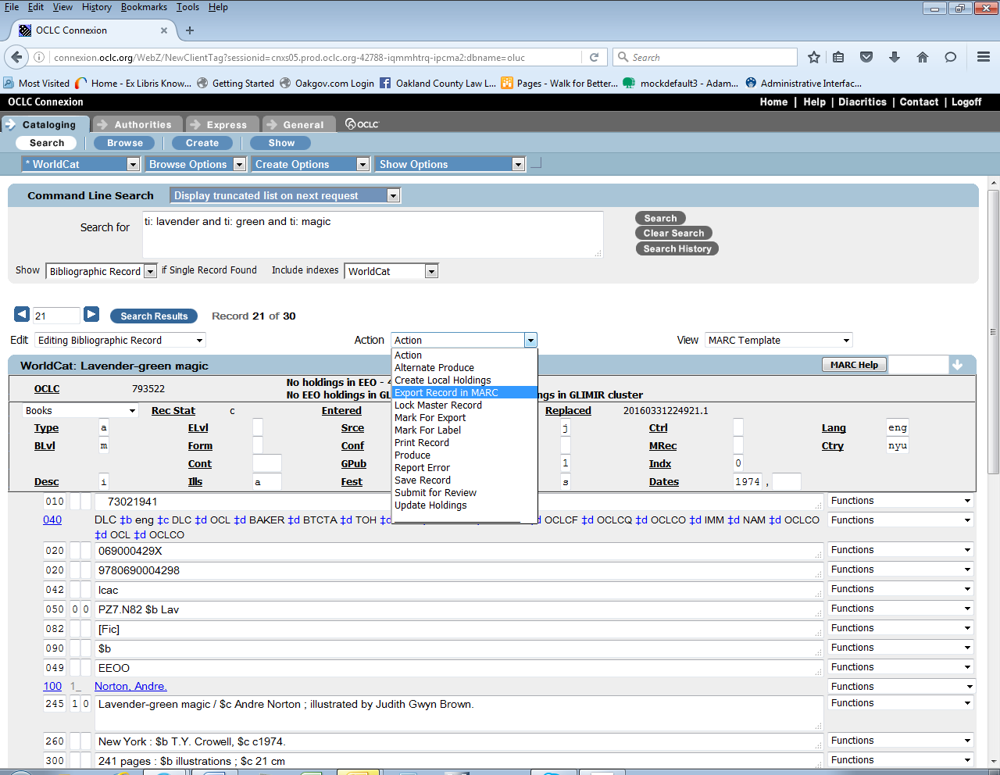 File Edit View History Bookmarks Tools Help
OCLC Connexion × +
connexion.oclc.org/WebZ/NewClientTag?sessionid=cnxs05.prod.oclc.org-42788-iqmmhtrq-ipcma2:dbname=oluc Search
Most Visited Home - Ex Libris Know... Getting Started Oakgov.com Login Oakland County Law L... Pages - Walk for Better... mockdefault3 - Adam... Administrative Interfac...
OCLC Connexion Home | Help | Diacritics | Contact | Logoff
Cataloging Authorities Express General OCLC
Search Browse Create Show
* WorldCat Browse Options Create Options Show Options
Command Line Search Display truncated list on next request
Search for ti: lavender and ti: green and ti: magic Search
Clear Search
Search History
Show Bibliographic Record if Single Record Found Include indexes WorldCat
21 Search Results Record 21 of 30
Edit Editing Bibliographic Record Action Action View MARC Template
Action
Alternate Produce
Create Local Holdings
Export Record in MARC
Lock Master Record
Mark For Export
Mark For Label
Print Record
Produce
Report Error
Save Record
Submit for Review
Update Holdings
WorldCat: Lavender-green magic MARC Help
OCLC 793522 No holdings in EEO - 4
No EEO holdings in GL ngs in GLIMIR cluster
Books Rec Stat c Entered Replaced 20160331224921.1
Type a ELvl Srce j Ctrl Lang eng
BLvl m Form Conf MRec Ctry nyu
Cont GPub 1 Indx 0
Desc i Ills a Fest s Dates 1974 ,
010 73021941 Functions
040 DLC ‡b eng ‡c DLC ‡d OCL ‡d BAKER ‡d BTCTA ‡d TOH ‡d OCLCF ‡d OCLCQ ‡d OCLCO ‡d IMM ‡d NAM ‡d OCLCO Functions
‡d OCL ‡d OCLCO
020 069000429X Functions
020 9780690004298 Functions
042 lcac Functions
050 0 0 PZ7.N82 $b Lav Functions
082 [Fic] Functions
090 $b Functions
049 EEOO Functions
100 1_ Norton, Andre. Functions
245 1 0 Lavender-green magic / $c Andre Norton ; illustrated by Judith Gwyn Brown. Functions
260 New York : $b T.Y. Crowell, $c c1974. Functions
300 241 pages : $b illustrations ; $c 21 cm Functions